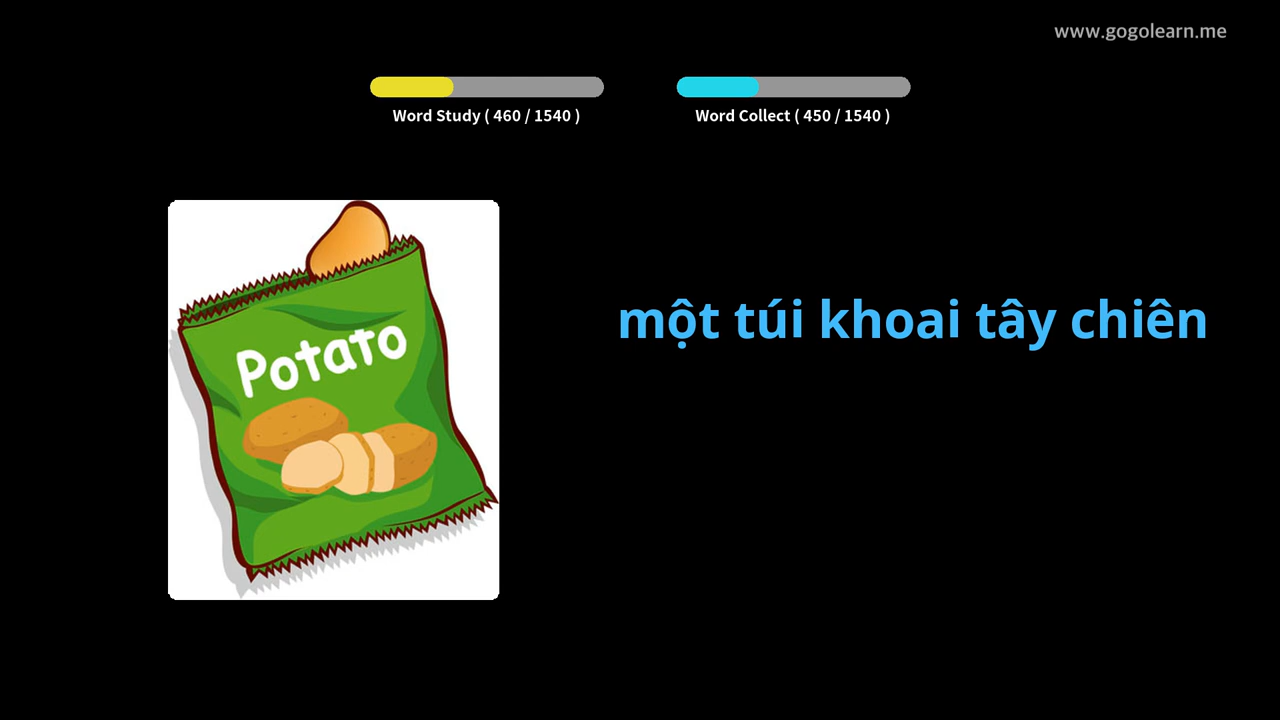 www.gogolearn.me
Word Study ( 460 / 1540 )
Word Collect ( 450 / 1540 )
Potato
một túi khoai tây chiên